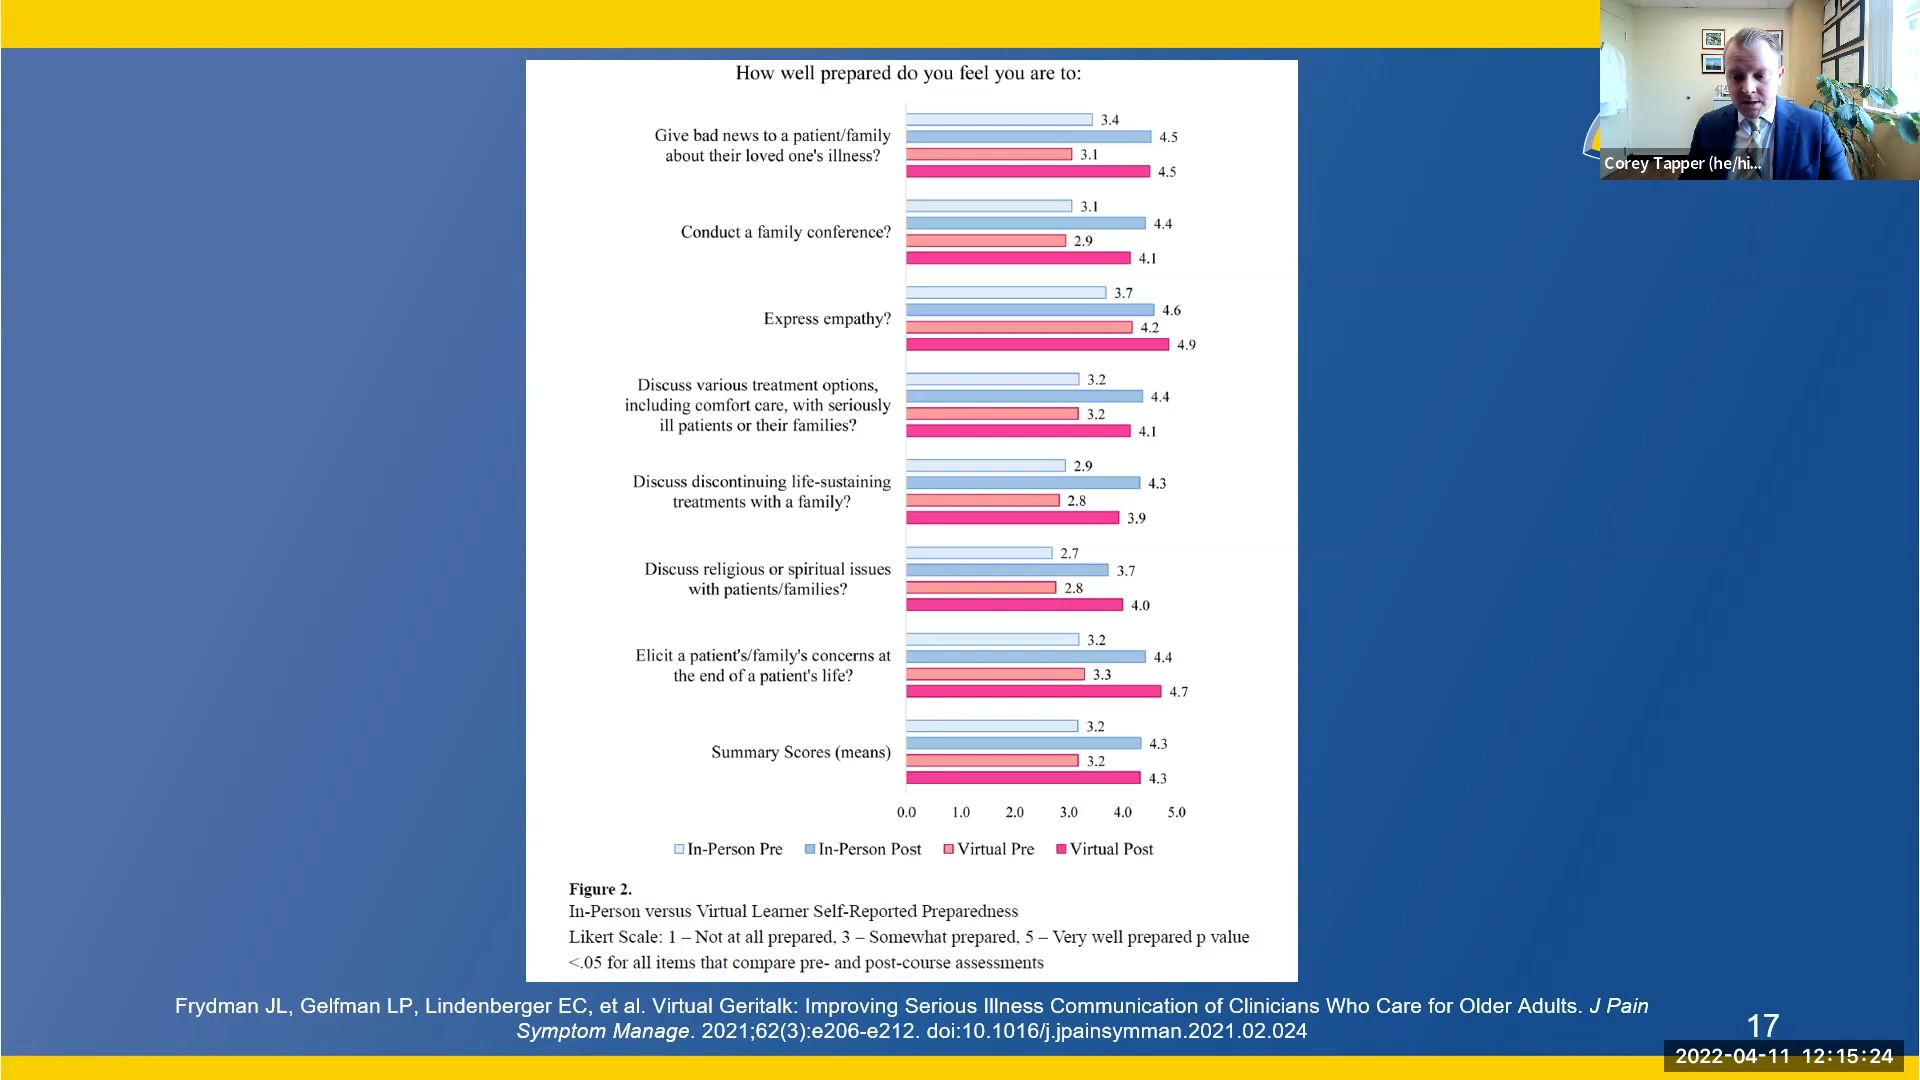 How well prepared do you feel you are to:
Give bad news to a patient/family
about their loved one's illness?
3.4
4.5
3.1
4.5
Conduct a family conference?
3.1
4.4
2.9
4.1
Express empathy?
3.7
4.6
4.2
4.9
Discuss various treatment options,
including comfort care, with seriously
ill patients or their families?
3.2
4.4
3.2
4.1
Discuss discontinuing life-sustaining
treatments with a family?
2.9
4.3
2.8
3.9
Discuss religious or spiritual issues
with patients/families?
2.7
3.7
2.8
4.0
Elicit a patient's/family's concerns at
the end of a patient's life?
3.2
4.4
3.3
4.7
Summary Scores (means)
3.2
4.3
3.2
4.3
0.0 1.0 2.0 3.0 4.0 5.0
In-Person Pre In-Person Post Virtual Pre Virtual Post
Figure 2.
In-Person versus Virtual Learner Self-Reported Preparedness
Likert Scale: 1 – Not at all prepared, 3 – Somewhat prepared, 5 – Very well prepared p value
<.05 for all items that compare pre- and post-course assessments
Frydman JL, Gelfman LP, Lindenberger EC, et al. Virtual Geritalk: Improving Serious Illness Communication of Clinicians Who Care for Older Adults. J Pain
Symptom Manage. 2021;62(3):e206-e212. doi:10.1016/j.jpainsymman.2021.02.024
17
Corey Tapper (he/hi...
2022-04-11 12:15:24